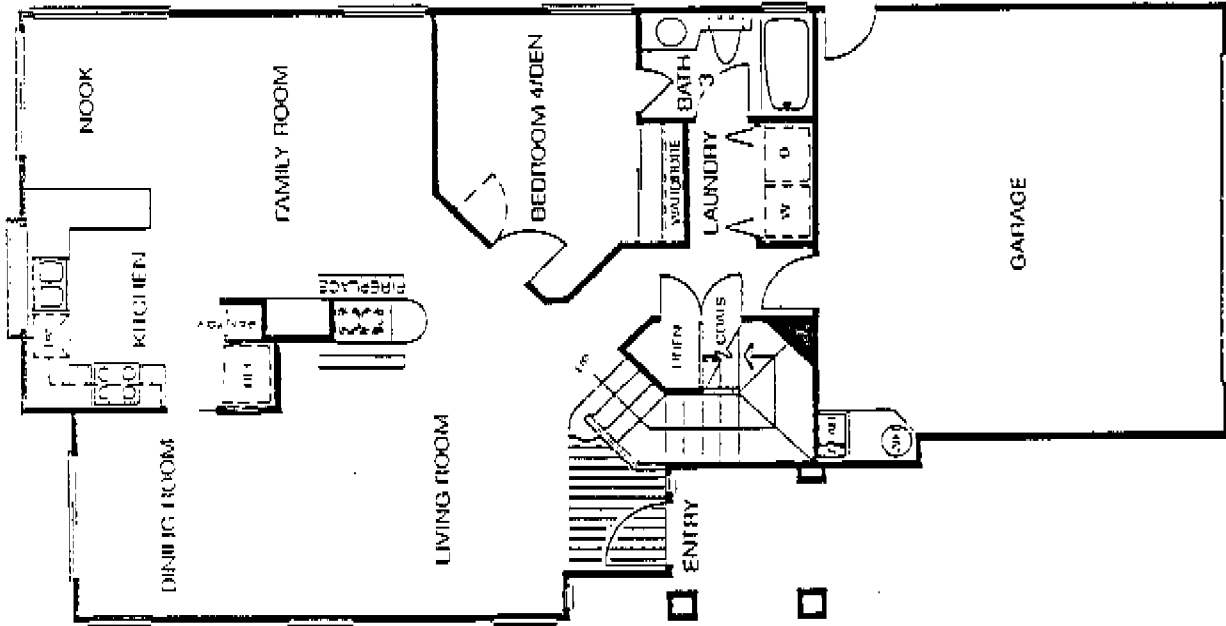 NOOK
FAMILY ROOM
BEDROOM 4/DEN
BATH
3
WARDROBE
LAUNDRY
W
D
GARAGE
KITCHEN
FIREPLACE
LINEN
COATS
DINING ROOM
LIVING ROOM
ENTRY